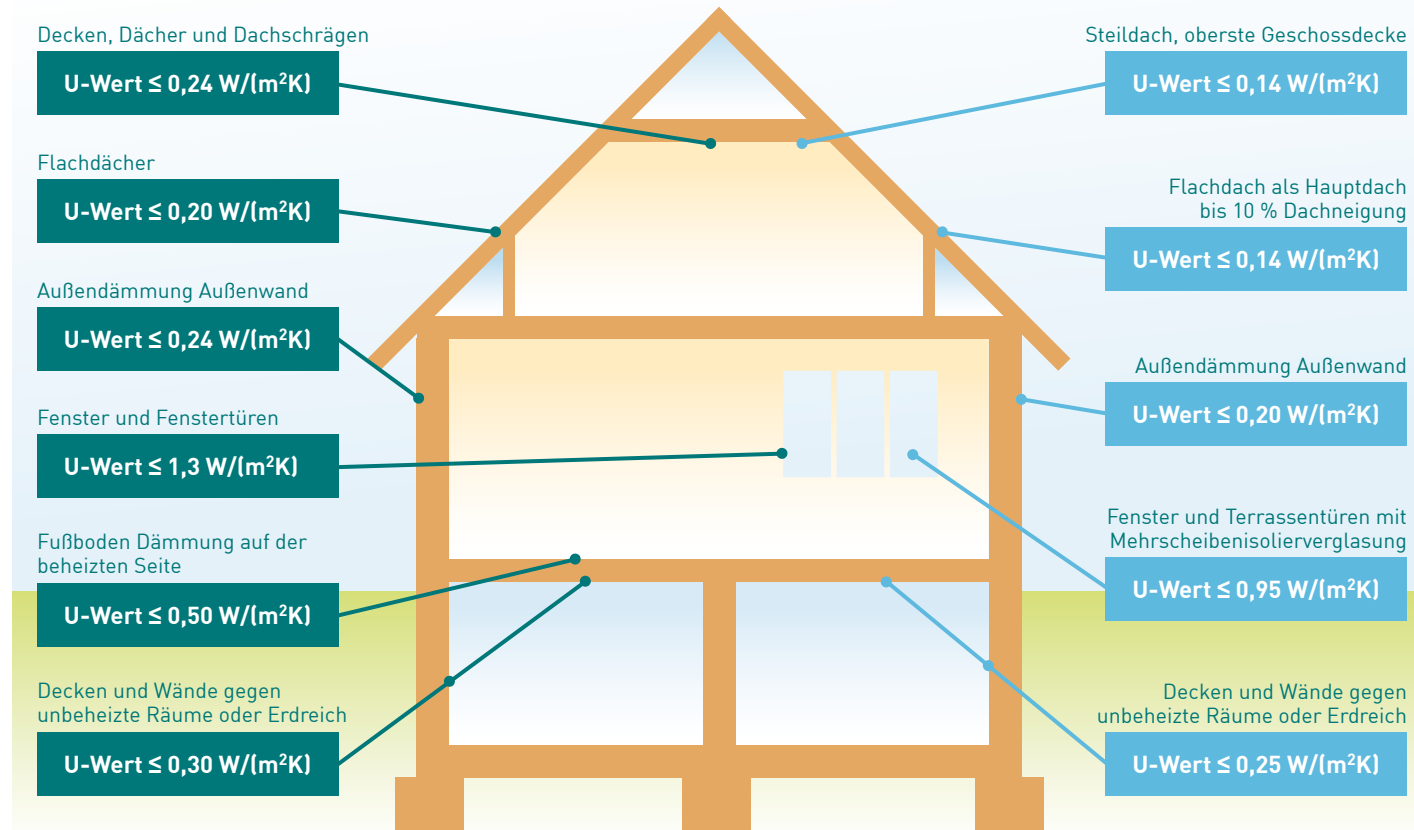 Decken, Dächer und Dachschrägen
U-Wert ≤ 0,24 W/(m²K)
Flachdächer
U-Wert ≤ 0,20 W/(m²K)
Außendämmung Außenwand
U-Wert ≤ 0,24 W/(m²K)
Fenster und Fenstertüren
U-Wert ≤ 1,3 W/(m²K)
Fußboden Dämmung auf der
beheizten Seite
U-Wert ≤ 0,50 W/(m²K)
Decken und Wände gegen
unbeheizte Räume oder Erdreich
U-Wert ≤ 0,30 W/(m²K)
Steildach, oberste Geschossdecke
U-Wert ≤ 0,14 W/(m²K)
Flachdach als Hauptdach
bis 10 % Dachneigung
U-Wert ≤ 0,14 W/(m²K)
Außendämmung Außenwand
U-Wert ≤ 0,20 W/(m²K)
Fenster und Terrassentüren mit
Mehrscheibenisolierverglasung
U-Wert ≤ 0,95 W/(m²K)
Decken und Wände gegen
unbeheizte Räume oder Erdreich
U-Wert ≤ 0,25 W/(m²K)